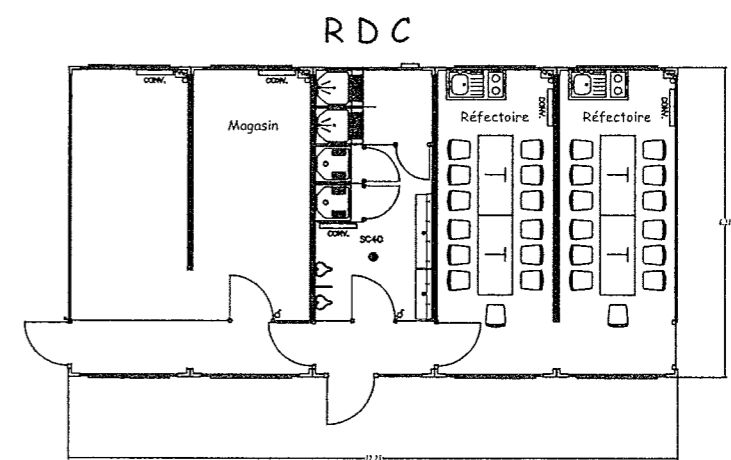 RDC
CONV.
CONV.
Magasin
Réfectoire
CONV.
Réfectoire
CONV.
CONV.
SC40